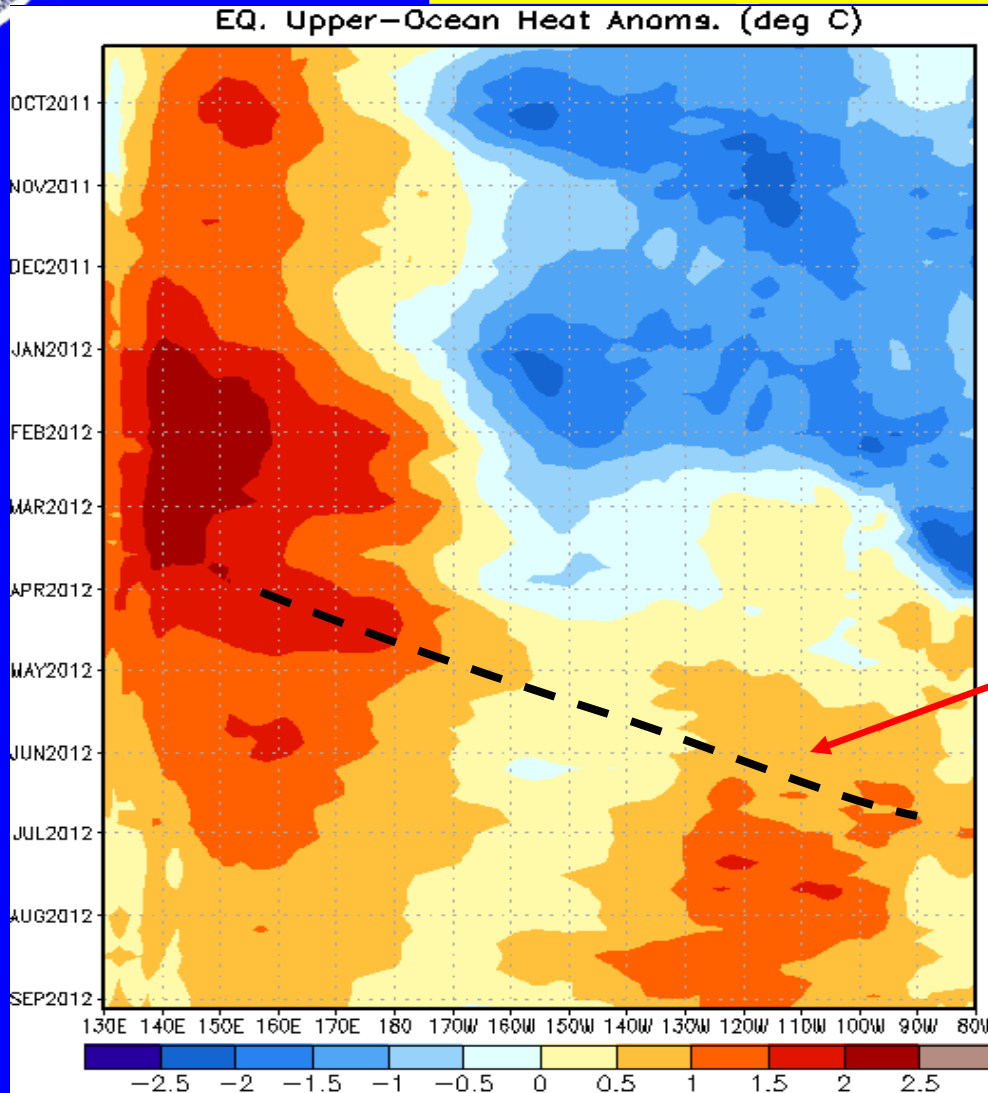 EQ. Upper-Ocean Heat Anoms. (deg C)
OCT2011
NOV2011
DEC2011
JAN2012
FEB2012
MAR2012
APR2012
MAY2012
JUN2012
JUL2012
AUG2012
SEP2012
130E 140E 150E 160E 170E 180 170W 160W 150W 140W 130W 120W 110W 100W 90W 80W
-2.5 -2 -1.5 -1 -0.5 0 0.5 1 1.5 2 2.5